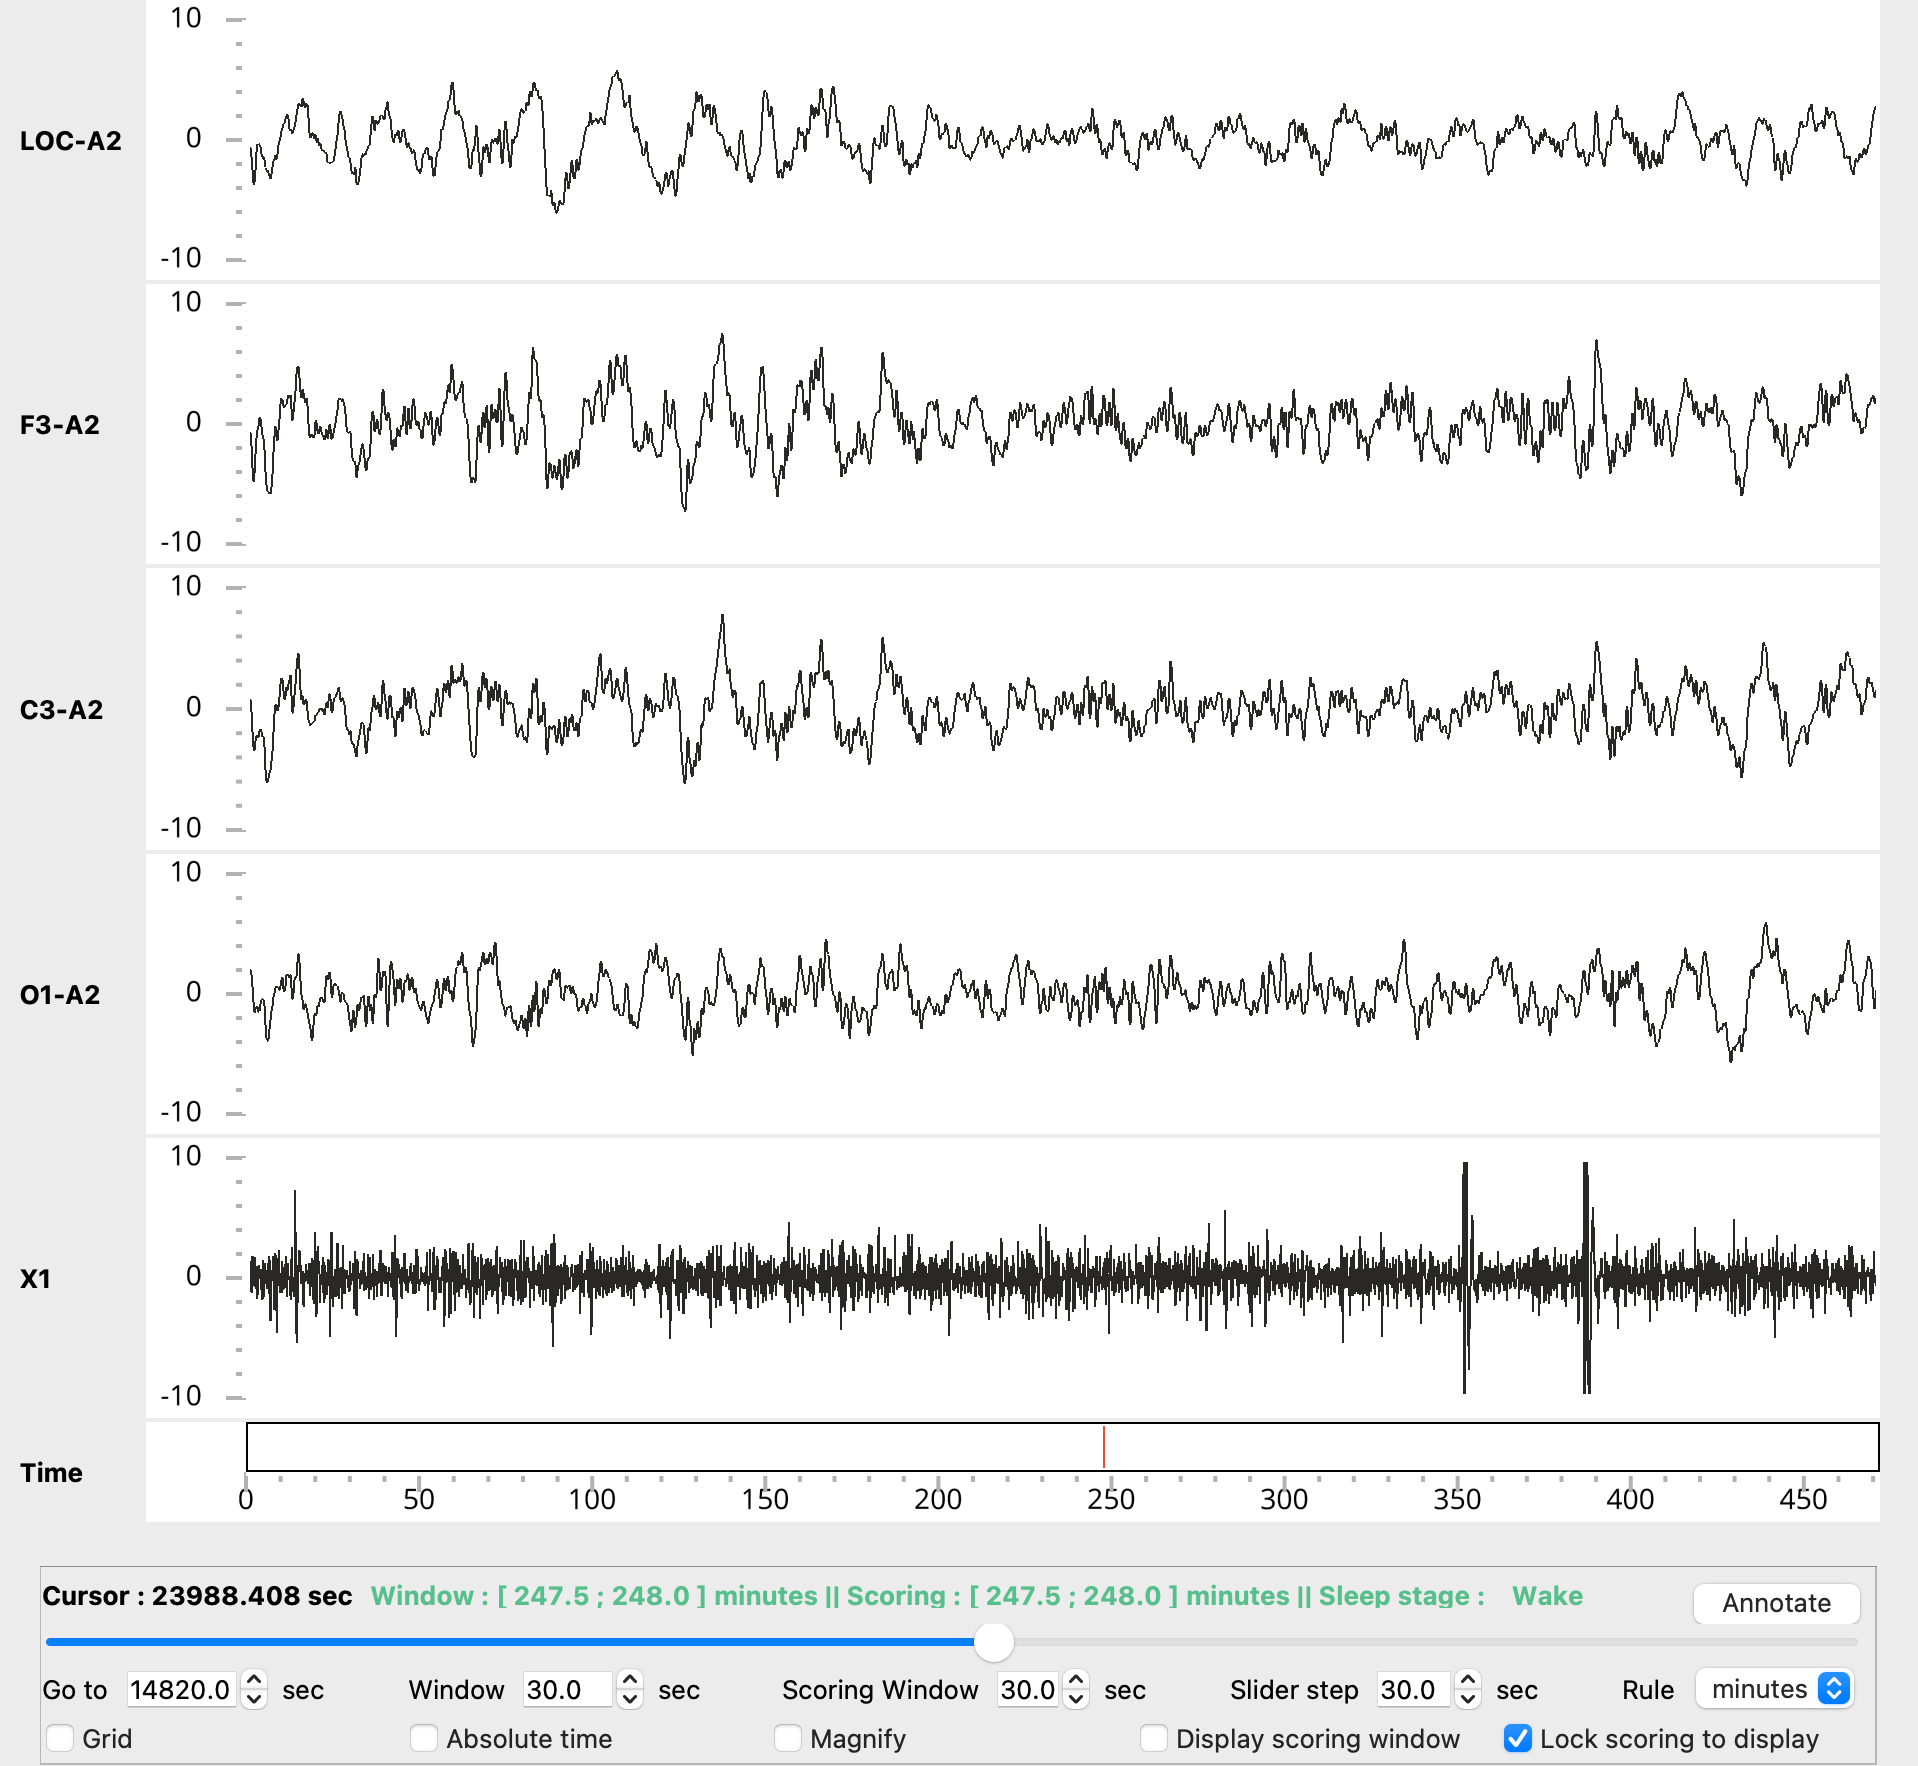 10
LOC-A2 0
-10
10
F3-A2 0
-10
10
C3-A2 0
-10
10
O1-A2 0
-10
10
X1 0
-10
Time
0 50 100 150 200 250 300 350 400 450
Cursor : 23988.408 sec Window : [ 247.5 ; 248.0 ] minutes || Scoring : [ 247.5 ; 248.0 ] minutes || Sleep stage : Wake Annotate
Go to 14820.0 sec Window 30.0 sec Scoring Window 30.0 sec Slider step 30.0 sec Rule minutes
Grid Absolute time Magnify Display scoring window Lock scoring to display